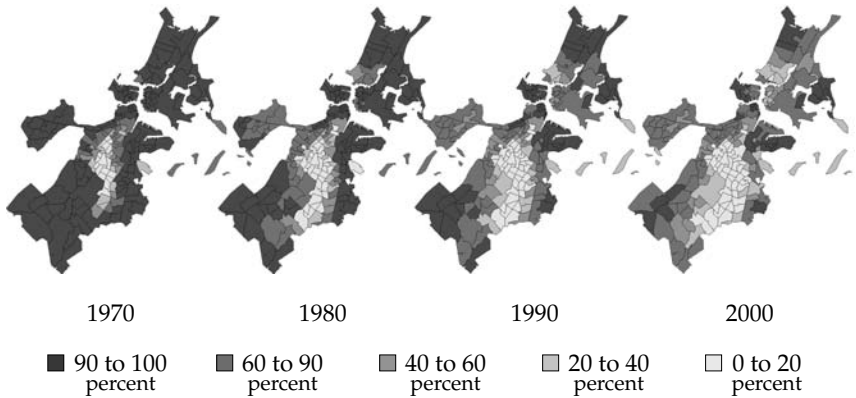 1970 1980 1990 2000
90 to 100 60 to 90 40 to 60 20 to 40 0 to 20
percent percent percent percent percent